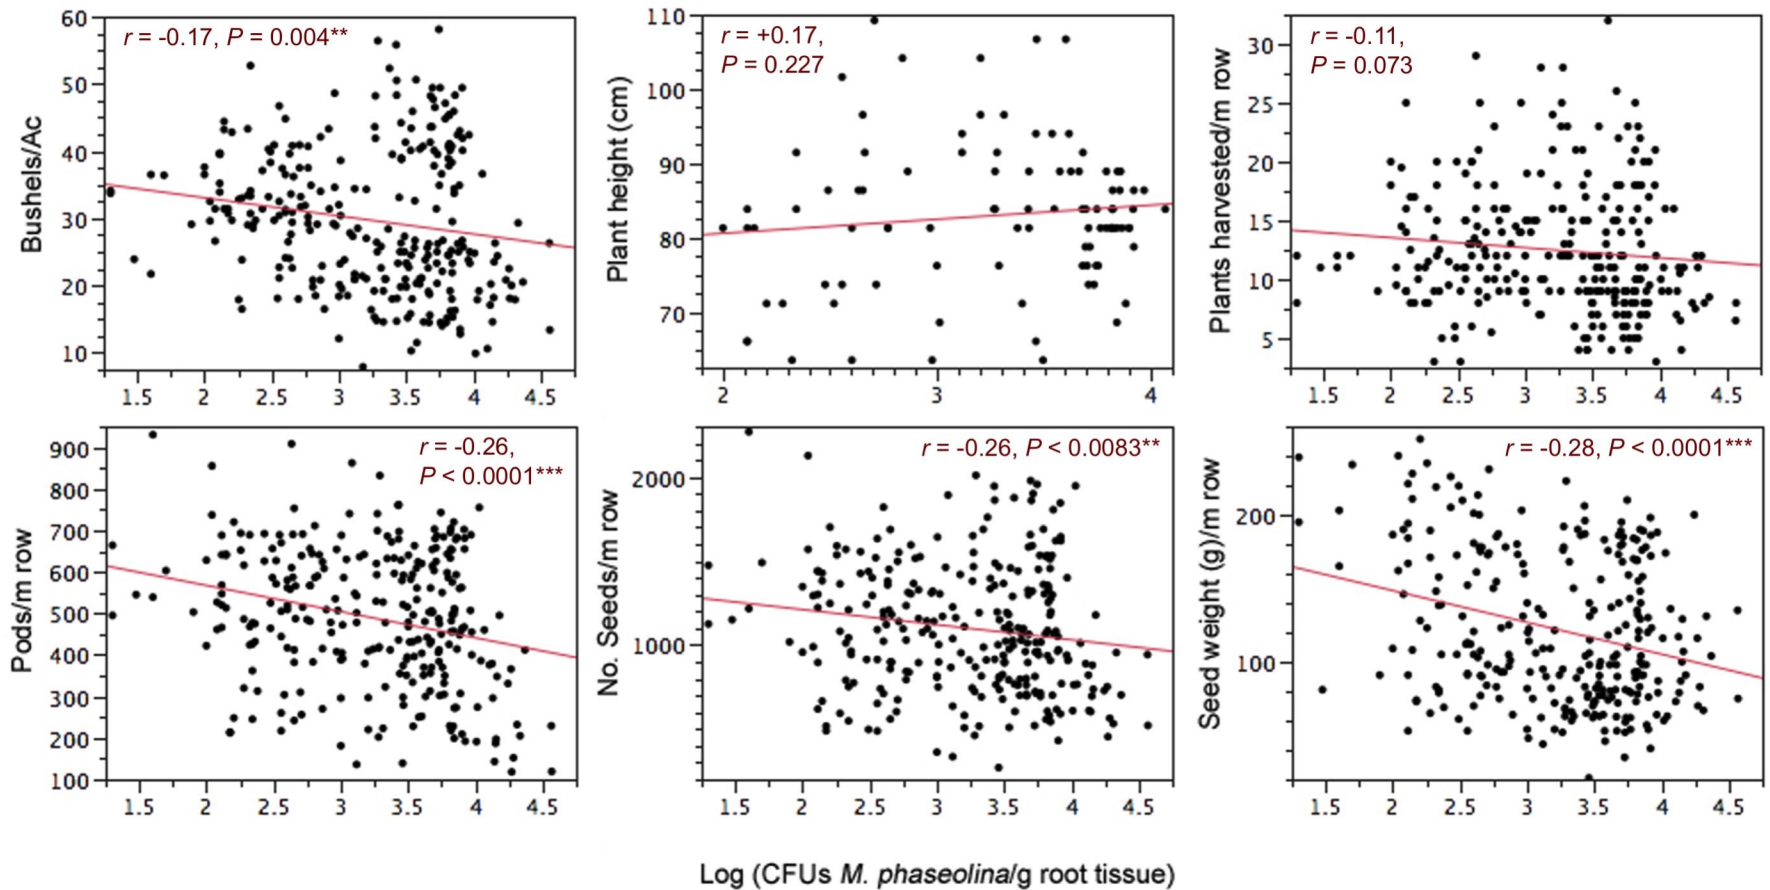 Bushels/Ac
r = -0.17, P = 0.004**
60
50
40
30
20
10
1.5 2 2.5 3 3.5 4 4.5
Plant height (cm)
r = +0.17,
P = 0.227
110
100
90
80
70
2 3 4
Plants harvested/m row
r = -0.11,
P = 0.073
30
25
20
15
10
5
1.5 2 2.5 3 3.5 4 4.5
Pods/m row
r = -0.26,
P < 0.0001***
900
800
700
600
500
400
300
200
100
1.5 2 2.5 3 3.5 4 4.5
No. Seeds/m row
r = -0.26, P < 0.0083**
2000
1000
1.5 2 2.5 3 3.5 4 4.5
Seed weight (g)/m row
r = -0.28, P < 0.0001***
200
100
1.5 2 2.5 3 3.5 4 4.5
Log (CFUs M. phaseolina/g root tissue)